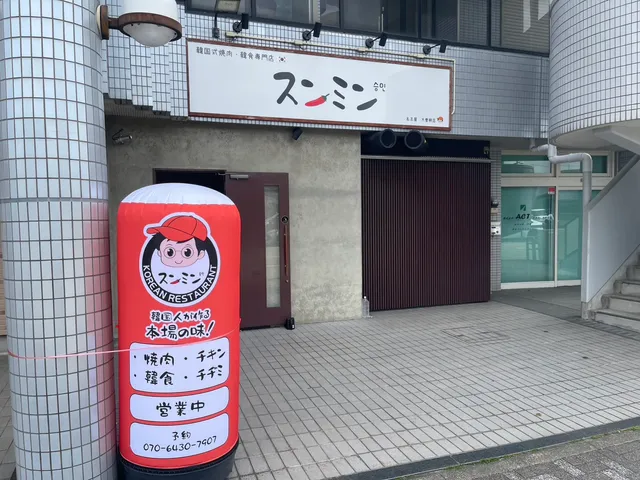 韓国式焼肉・韓食専門店
スンミン
승민
スンミン
KOREAN RESTAURANT
韓国人が作る
本場の味!
・焼肉・チキン
・韓食・チヂミ
営業中
予約
070-6430-7907